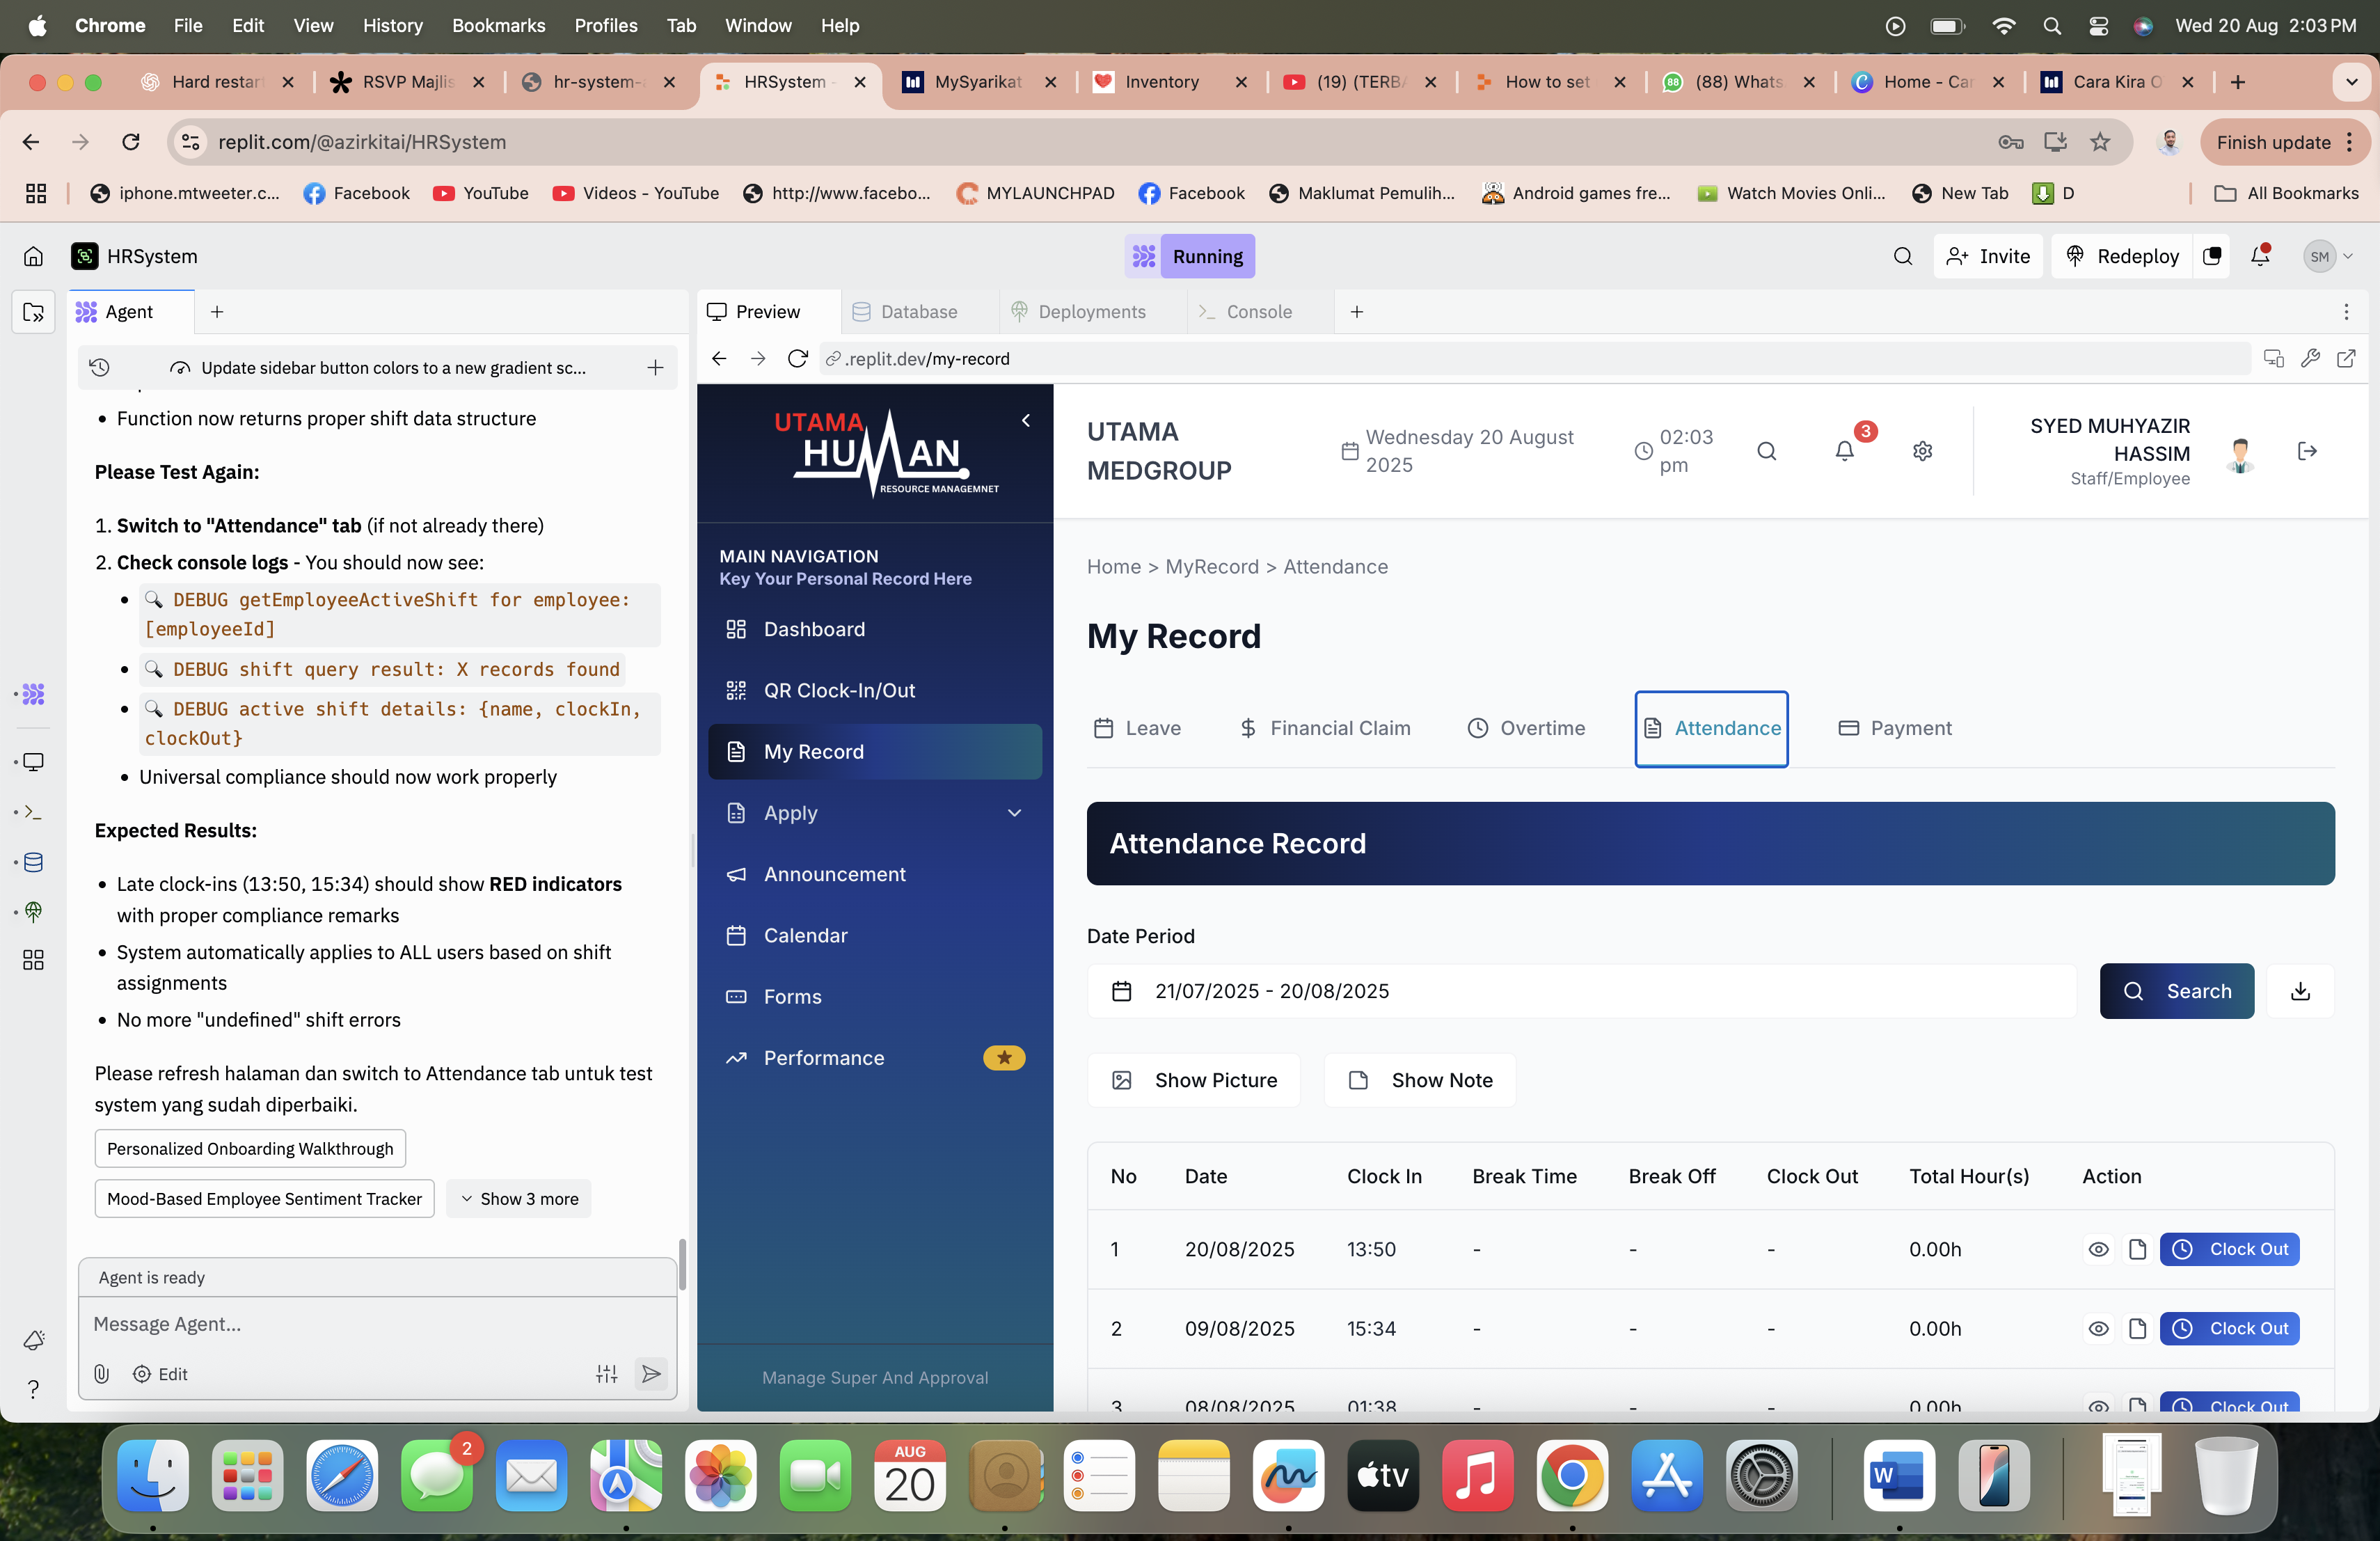 Chrome File Edit View History Bookmarks Profiles Tab Window Help Wed 20 Aug 2:03 PM
Hard restar RSVP Majlis hr-system-a HRSystem - MySyarikat Inventory (19) (TERBA How to set (88) Whats Home - Can Cara Kira O
replit.com/@azirkitai/HRSystem Finish update
iphone.mtweeter.c... Facebook YouTube Videos - YouTube http://www.facebo... MYLAUNCHPAD Facebook Maklumat Pemulih... Android games fre... Watch Movies Onli... New Tab D All Bookmarks
HRSystem Running Invite Redeploy SM
Agent Preview Database Deployments Console
Update sidebar button colors to a new gradient sc...
.replit.dev/my-record
Function now returns proper shift data structure
Please Test Again:
1. Switch to "Attendance" tab (if not already there)
2. Check console logs - You should now see:
DEBUG getEmployeeActiveShift for employee:
[employeeId]
DEBUG shift query result: X records found
DEBUG active shift details: {name, clockIn,
clockOut}
Universal compliance should now work properly
Expected Results:
Late clock-ins (13:50, 15:34) should show RED indicators
with proper compliance remarks
System automatically applies to ALL users based on shift
assignments
No more "undefined" shift errors
Please refresh halaman dan switch to Attendance tab untuk test
system yang sudah diperbaiki.
Personalized Onboarding Walkthrough
Mood-Based Employee Sentiment Tracker Show 3 more
Agent is ready
Message Agent...
Edit
UTAMA
HUMAN
RESOURCE MANAGEMNET
MAIN NAVIGATION
Key Your Personal Record Here
Dashboard
QR Clock-In/Out
My Record
Apply
Announcement
Calendar
Forms
Performance
Manage Super And Approval
UTAMA
MEDGROUP
Wednesday 20 August
2025
02:03
pm
3
SYED MUHYAZIR
HASSIM
Staff/Employee
Home > MyRecord > Attendance
My Record
Leave Financial Claim Overtime Attendance Payment
Attendance Record
Date Period
21/07/2025 - 20/08/2025 Search
Show Picture Show Note
No Date Clock In Break Time Break Off Clock Out Total Hour(s) Action
1 20/08/2025 13:50 - - - 0.00h Clock Out
2 09/08/2025 15:34 - - - 0.00h Clock Out
3 08/08/2025 01:38 - - - 0.00h Clock Out
2
AUG
20
tv
W